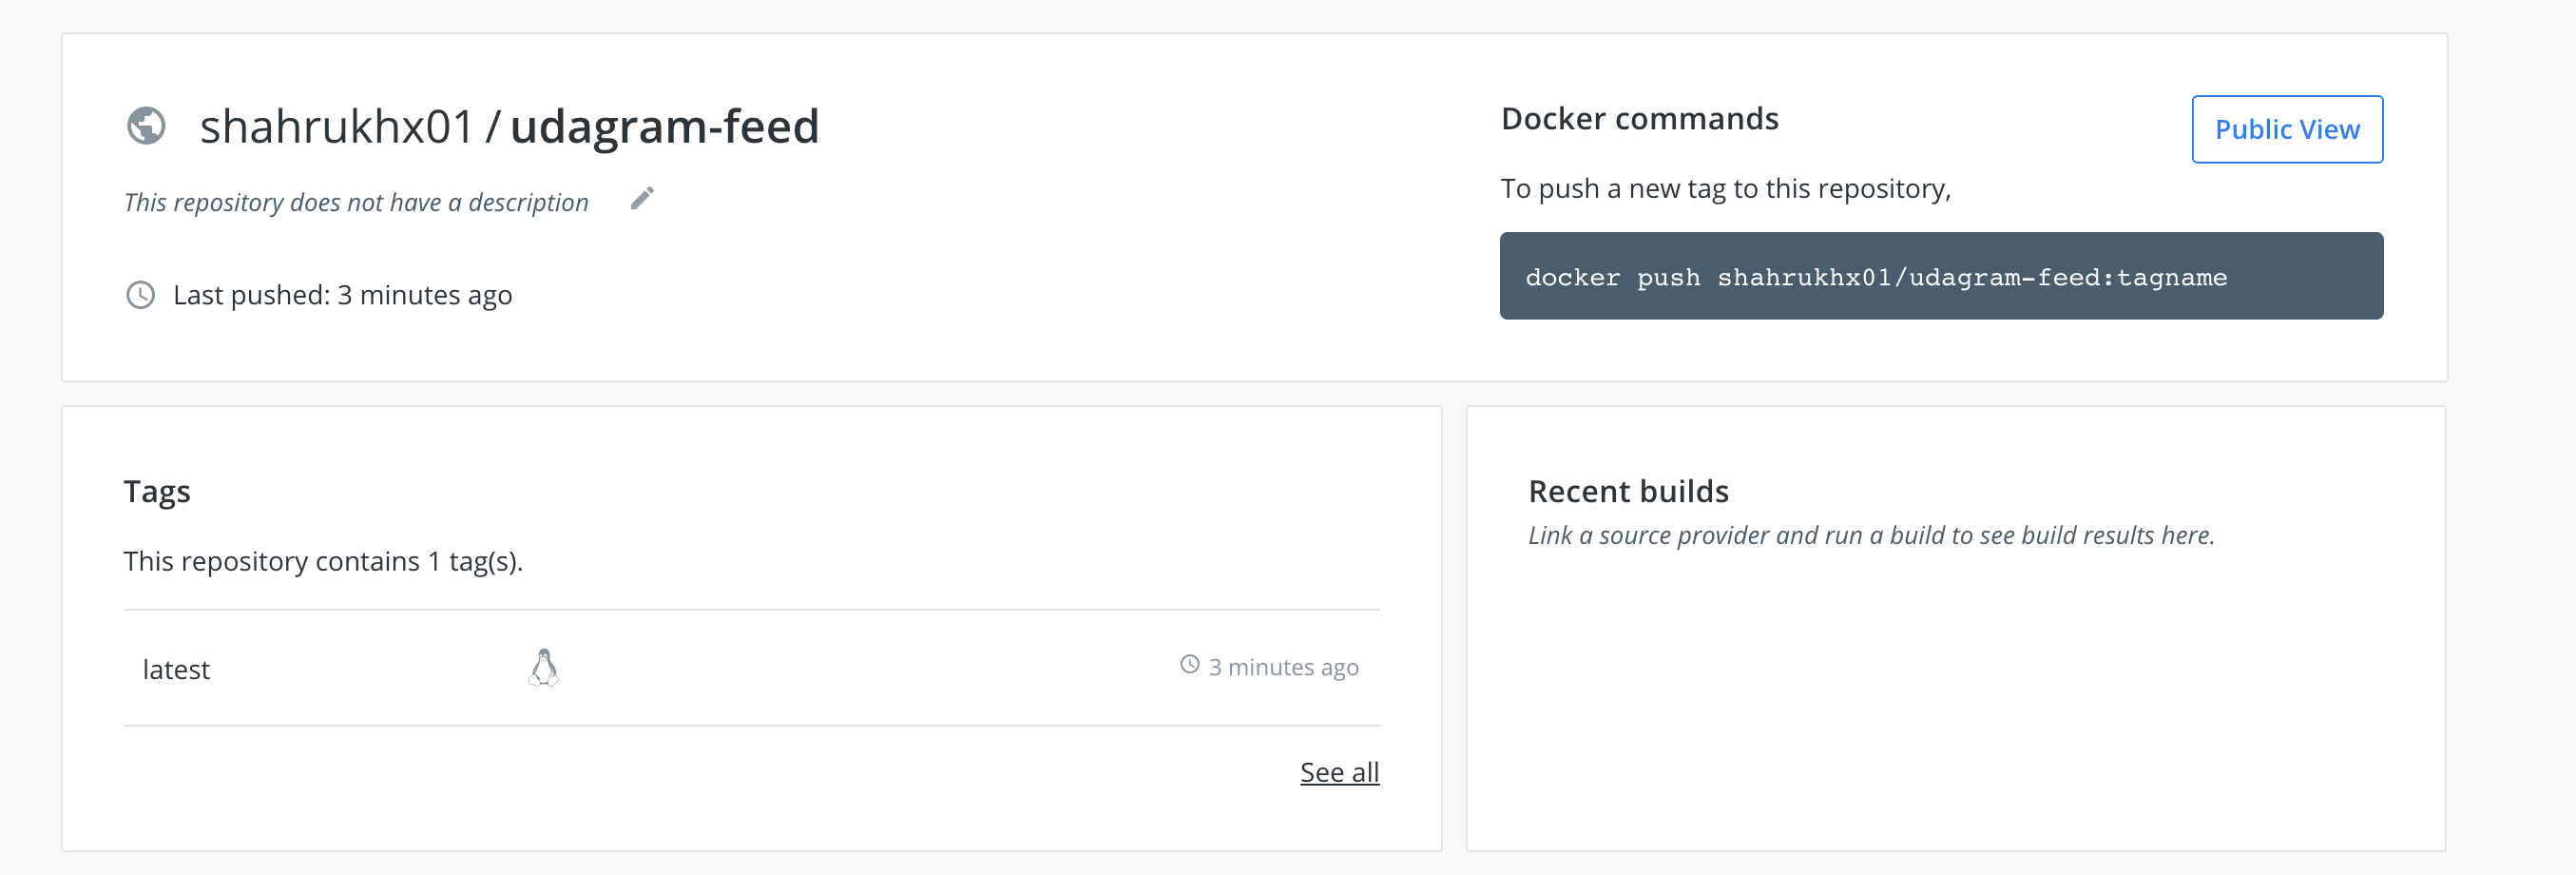 shahrukhx01 / udagram-feed
This repository does not have a description
Last pushed: 3 minutes ago
Docker commands
Public View
To push a new tag to this repository,
docker push shahrukhx01/udagram-feed:tagname
Tags
This repository contains 1 tag(s).
latest
3 minutes ago
See all
Recent builds
Link a source provider and run a build to see build results here.